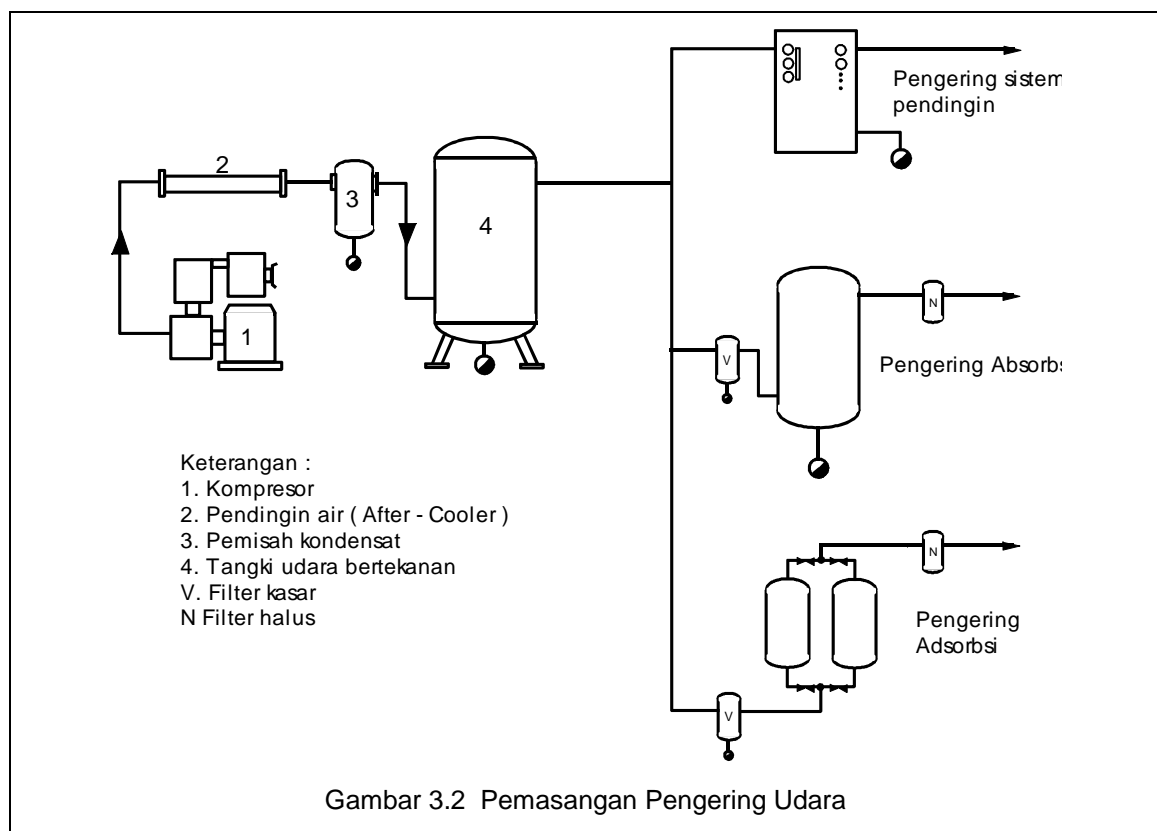 Pengering sistem
pendingin
2
3
4
1
V
N
Pengering Absorbs
Keterangan :
1. Kompresor
2. Pendingin air ( After - Cooler )
3. Pemisah kondensat
4. Tangki udara bertekanan
V. Filter kasar
N Filter halus
N
Pengering
Adsorbsi
V
Gambar 3.2 Pemasangan Pengering Udara